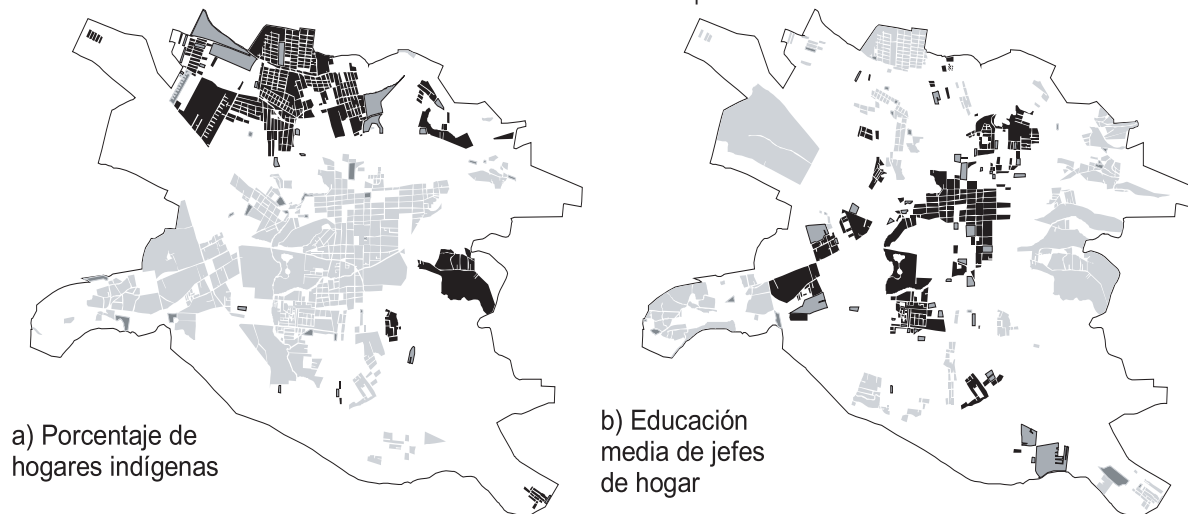 a) Porcentaje de
hogares indígenas
b) Educación
media de jefes
de hogar